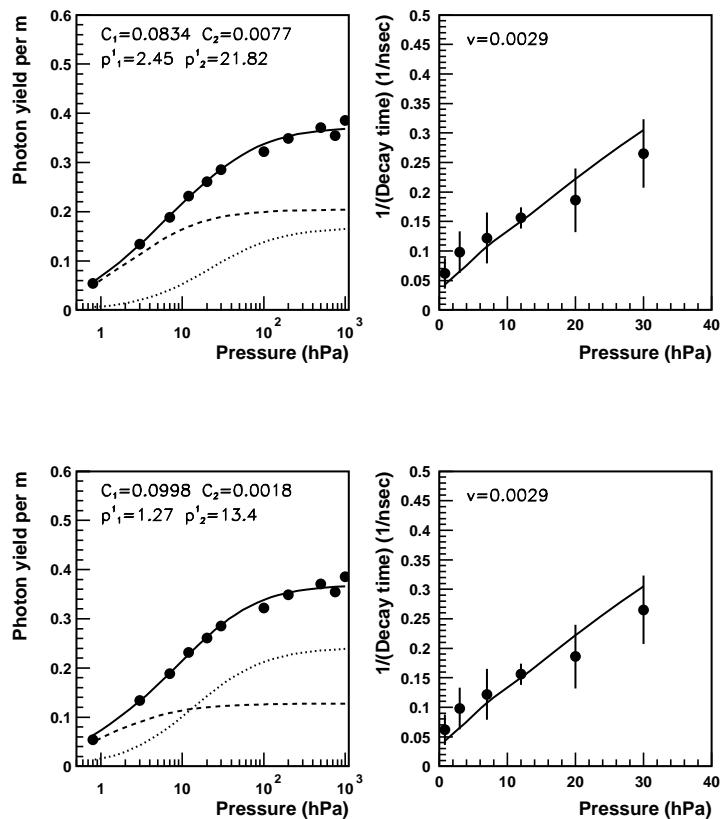 Photon yield per m
0.6
0.5
0.4
0.3
0.2
0.1
0
C₁=0.0834 C₂=0.0077
p'₁=2.45 p'₂=21.82
1 10 10² 10³
Pressure (hPa)
1/(Decay time) (1/nsec)
0.5
0.45
0.4
0.35
0.3
0.25
0.2
0.15
0.1
0.05
0
v=0.0029
0 10 20 30 40
Pressure (hPa)
Photon yield per m
0.6
0.5
0.4
0.3
0.2
0.1
0
C₁=0.0998 C₂=0.0018
p'₁=1.27 p'₂=13.4
1 10 10² 10³
Pressure (hPa)
1/(Decay time) (1/nsec)
0.5
0.45
0.4
0.35
0.3
0.25
0.2
0.15
0.1
0.05
0
v=0.0029
0 10 20 30 40
Pressure (hPa)